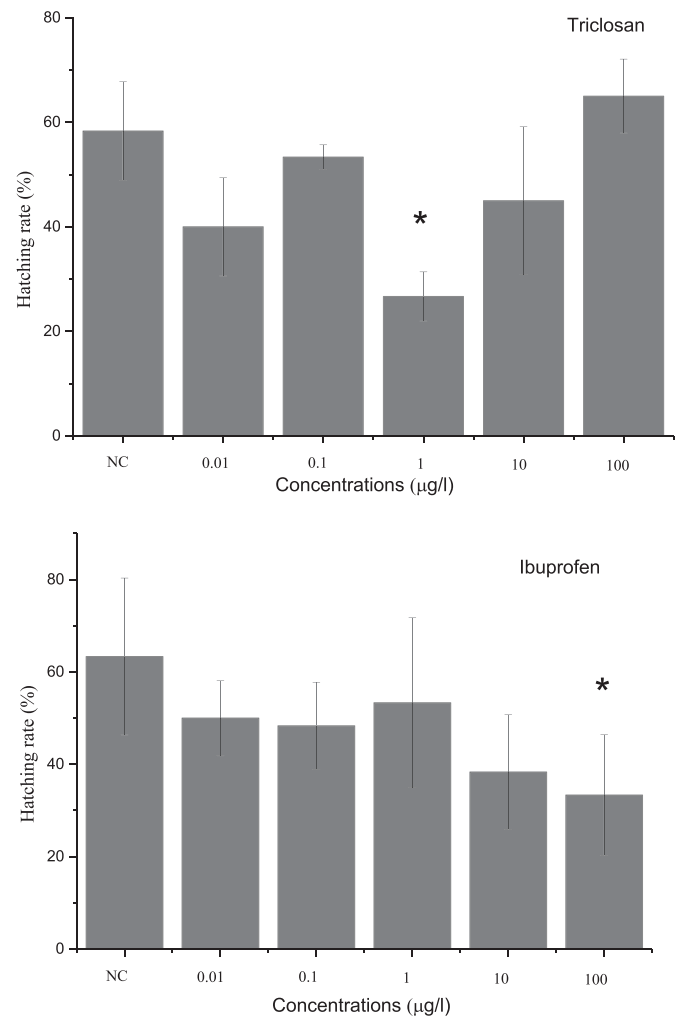 Triclosan
80
60
40
20
0
Hatching rate (%)
*
NC 0.01 0.1 1 10 100
Concentrations (μg/l)
Ibuprofen
80
60
40
20
0
Hatching rate (%)
*
NC 0.01 0.1 1 10 100
Concentrations (μg/l)